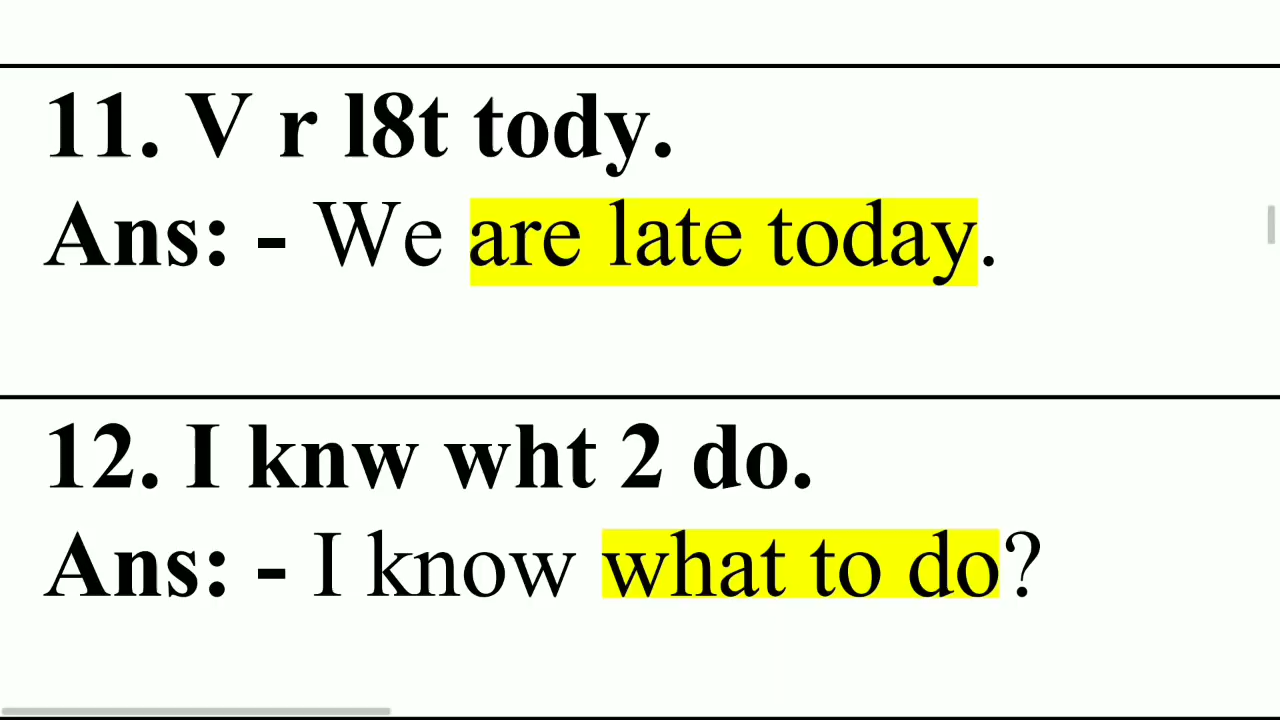 11. V r l8t tody.
Ans: - We are late today.
12. I knw wht 2 do.
Ans: - I know what to do?